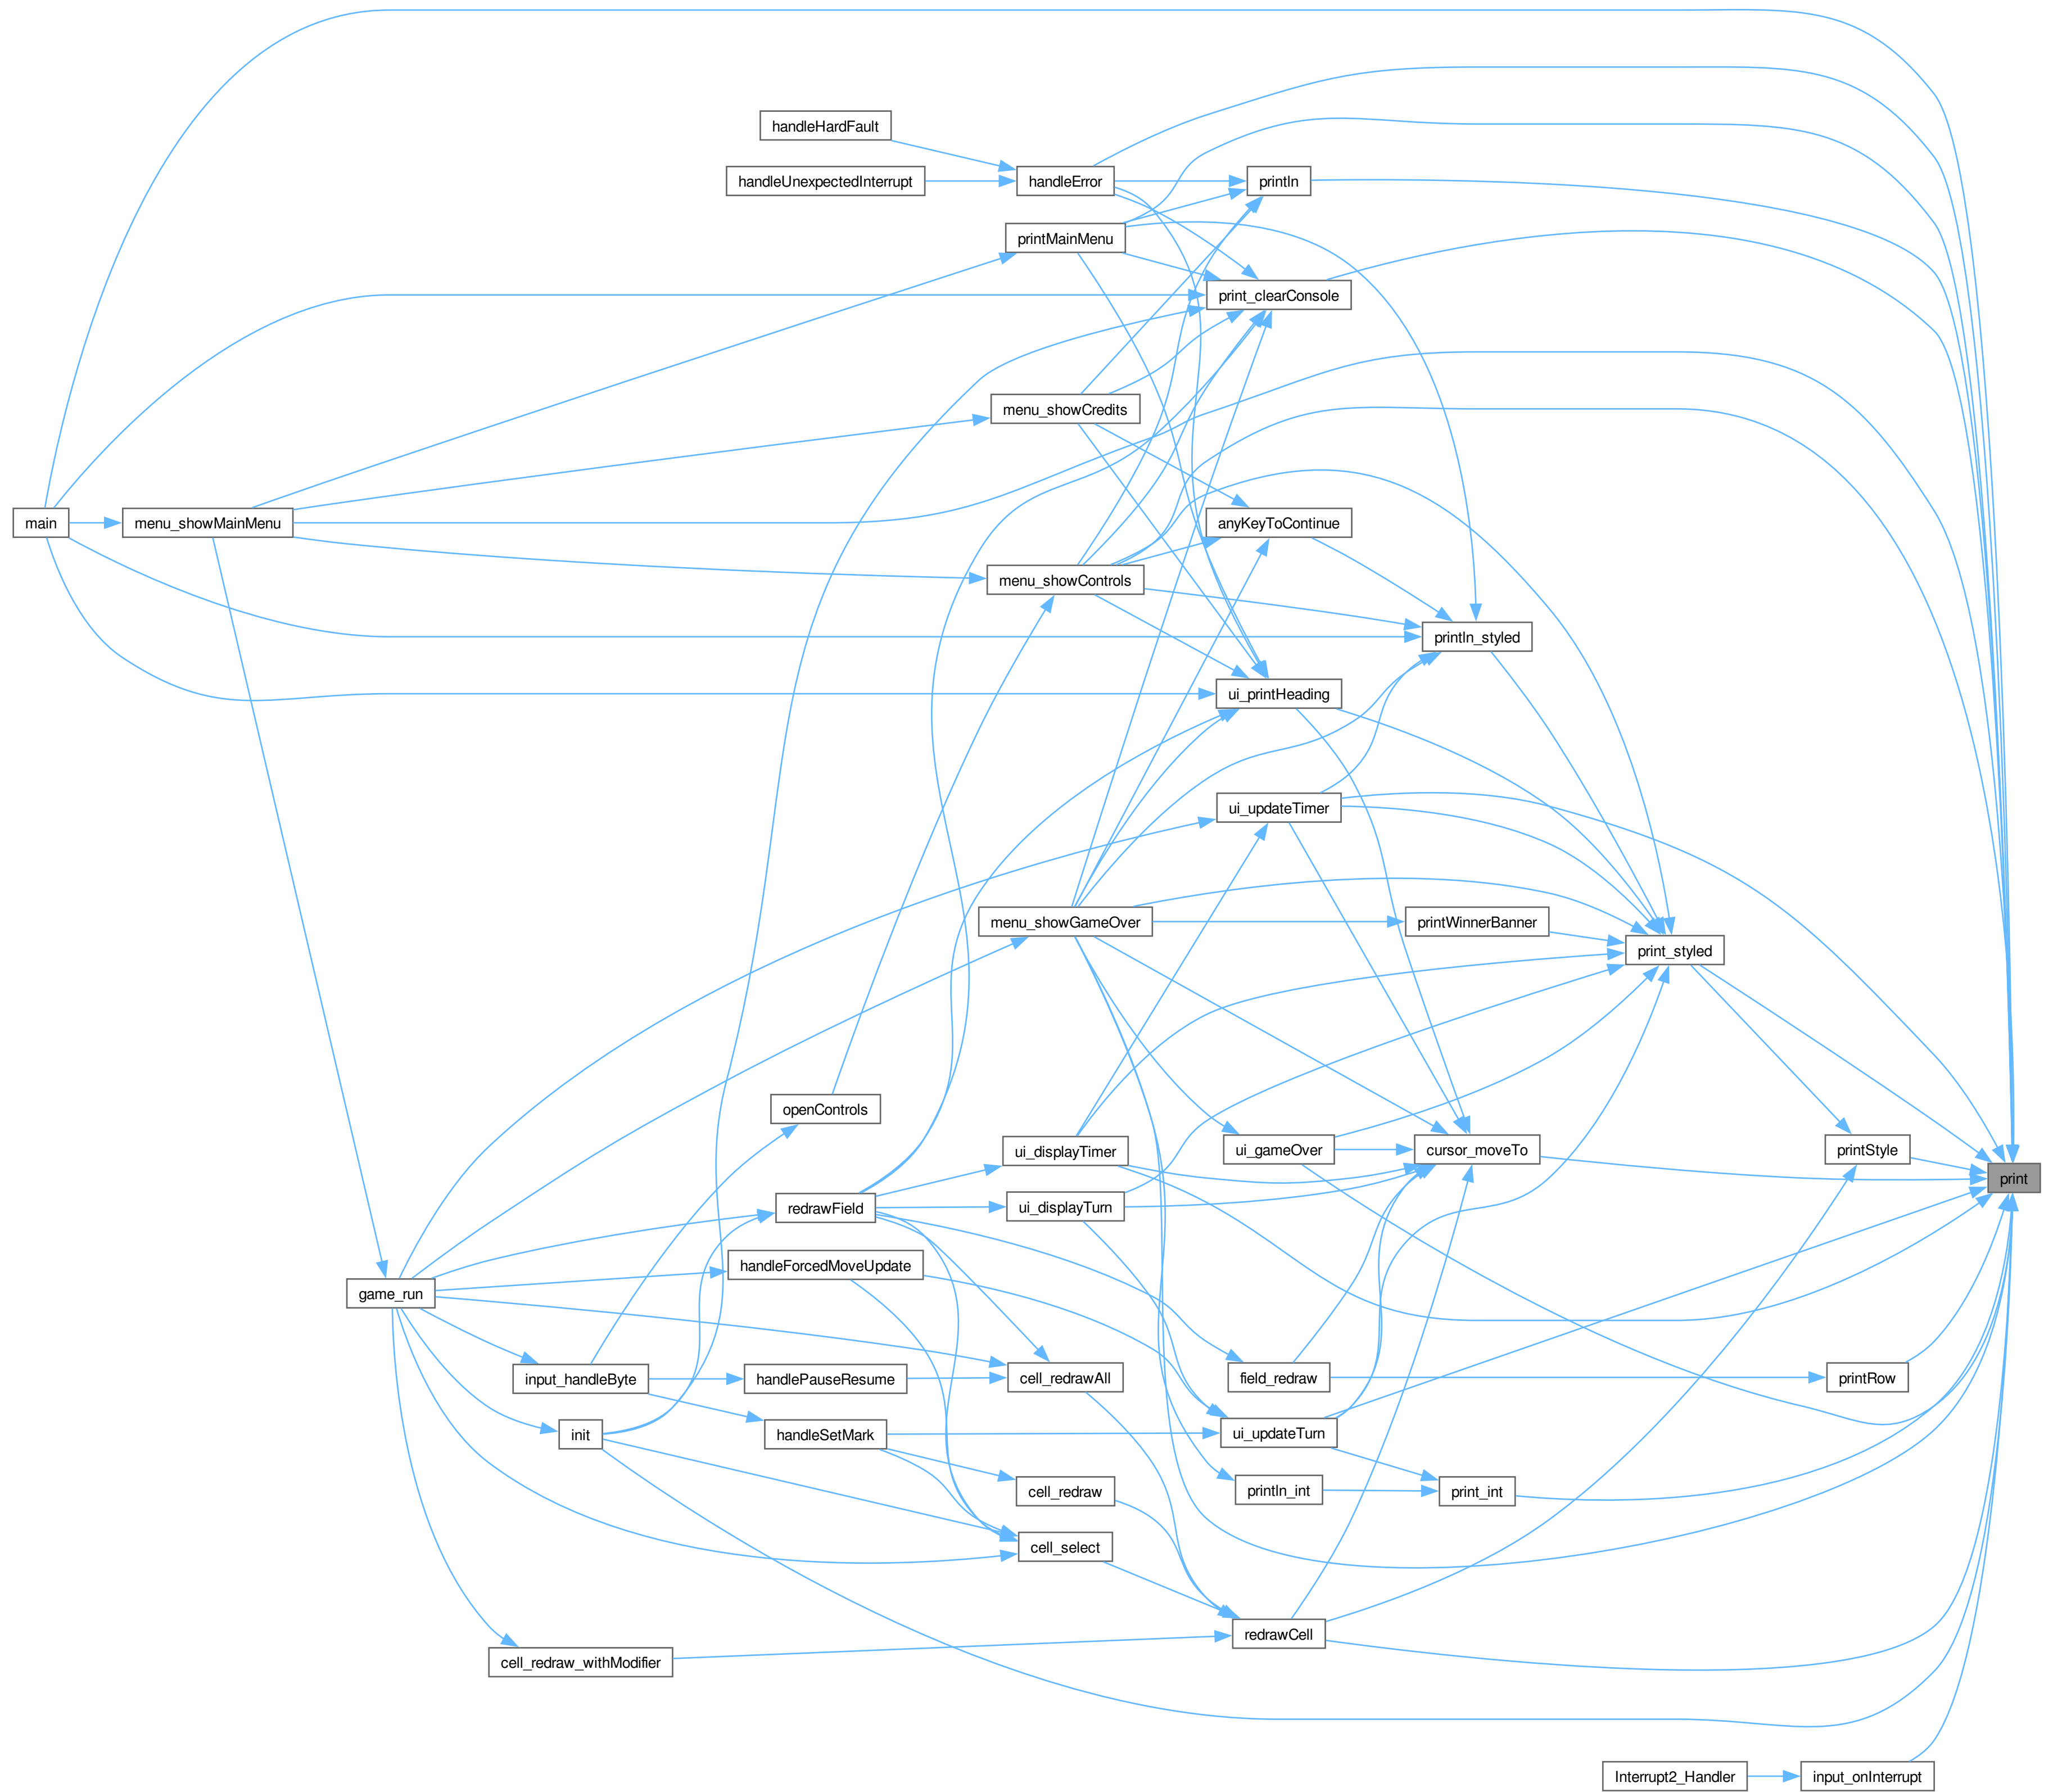 handleHardFault
handleUnexpectedInterrupt
handleError
println
printMainMenu
print_clearConsole
menu_showCredits
main
menu_showMainMenu
anyKeyToContinue
menu_showControls
println_styled
ui_printHeading
ui_updateTimer
menu_showGameOver
printWinnerBanner
print_styled
openControls
ui_displayTimer
ui_gameOver
cursor_moveTo
printStyle
print
redrawField
ui_displayTurn
handleForcedMoveUpdate
game_run
input_handleByte
handlePauseResume
cell_redrawAll
field_redraw
printRow
init
handleSetMark
ui_updateTurn
cell_redraw
println_int
print_int
cell_select
redrawCell
cell_redraw_withModifier
Interrupt2_Handler
input_onInterrupt